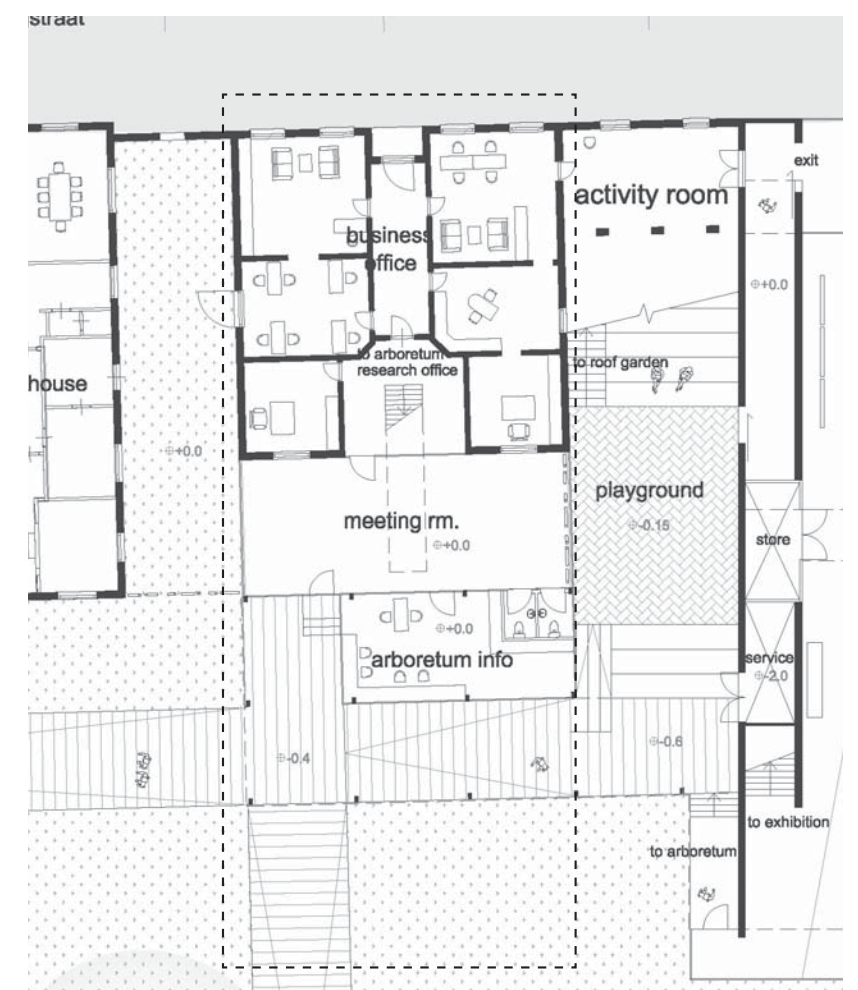 straat
exit
activity room
business
office
⌖+0.0
to arboretum
research office
to roof garden
house
⌖+0.0
playground
⌖-0.15
meeting rm.
⌖+0.0
store
⌖+0.0
arboretum info
service
⌖-2.0
⌖-0.4
⌖-0.6
to exhibition
to arboretum